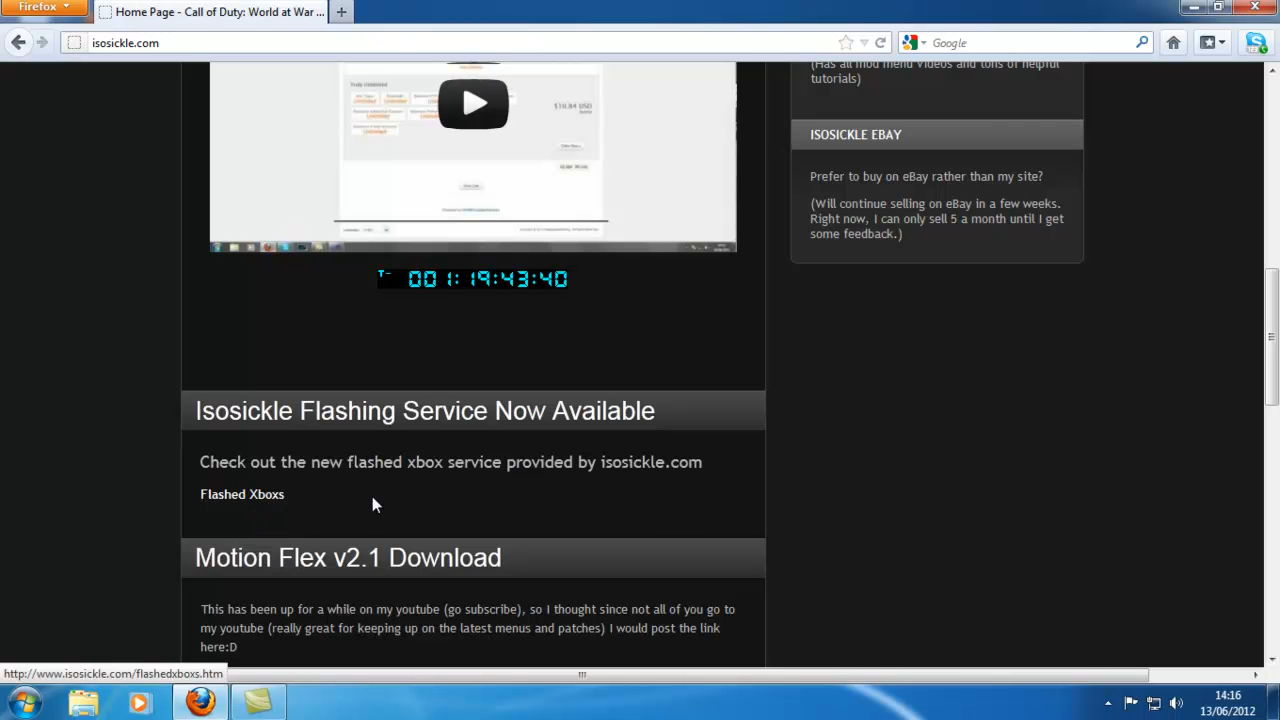 Firefox
Home Page - Call of Duty: World at War ...
isosickle.com
Google
(Has all mod menu videos and tons of helpful
tutorials)
ISOSICKLE EBAY
Prefer to buy on eBay rather than my site?
(Will continue selling on eBay in a few weeks.
Right now, I can only sell 5 a month until I get
some feedback.)
T- 001:19:43:40
Isosickle Flashing Service Now Available
Check out the new flashed xbox service provided by isosickle.com
Flashed Xboxs
Motion Flex v2.1 Download
This has been up for a while on my youtube (go subscribe), so I thought since not all of you go to
my youtube (really great for keeping up on the latest menus and patches) I would post the link
here:D
http://www.isosickle.com/flashedxboxs.htm
14:16
13/06/2012